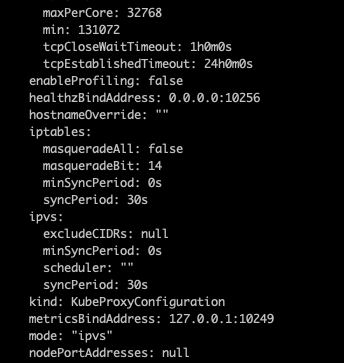 maxPerCore: 32768
min: 131072
tcpCloseWaitTimeout: 1h0m0s
tcpEstablishedTimeout: 24h0m0s
enableProfiling: false
healthzBindAddress: 0.0.0.0:10256
hostnameOverride: ""
iptables:
masqueradeAll: false
masqueradeBit: 14
minSyncPeriod: 0s
syncPeriod: 30s
ipvs:
excludeCIDRs: null
minSyncPeriod: 0s
scheduler: ""
syncPeriod: 30s
kind: KubeProxyConfiguration
metricsBindAddress: 127.0.0.1:10249
mode: "ipvs"
nodePortAddresses: null